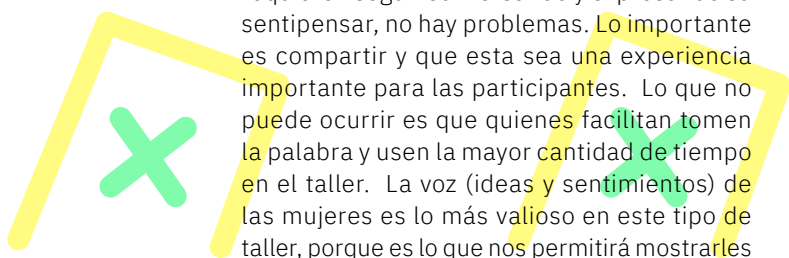 sentipensar, no hay problemas. Lo importante
es compartir y que esta sea una experiencia
importante para las participantes.  Lo que no
puede ocurrir es que quienes facilitan tomen
la palabra y usen la mayor cantidad de tiempo
en el taller.  La voz (ideas y sentimientos) de
las mujeres es lo más valioso en este tipo de
taller, porque es lo que nos permitirá mostrarles